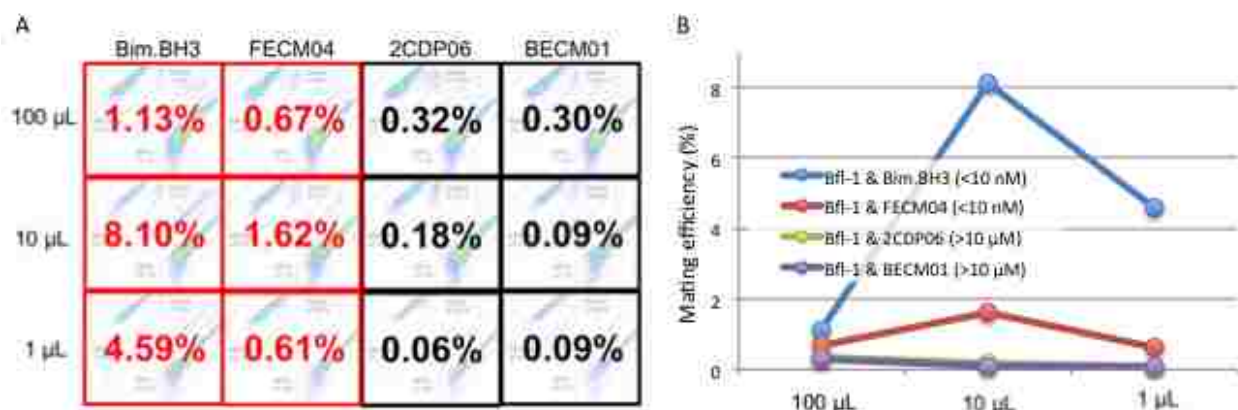 A
Bim.BH3 FECM04 2CDP06 BECM01
100 µL 1.13% 0.67% 0.32% 0.30%
10 µL 8.10% 1.62% 0.18% 0.09%
1 µL 4.59% 0.61% 0.06% 0.09%
B
Mating efficiency (%)
8
6
4
2
0
Bfl-1 & Bim.BH3 (<10 nM)
Bfl-1 & FECM04 (<10 nM)
Bfl-1 & 2CDP06 (>10 µM)
Bfl-1 & BECM01 (>10 µM)
100 µL 10 µL 1 µL